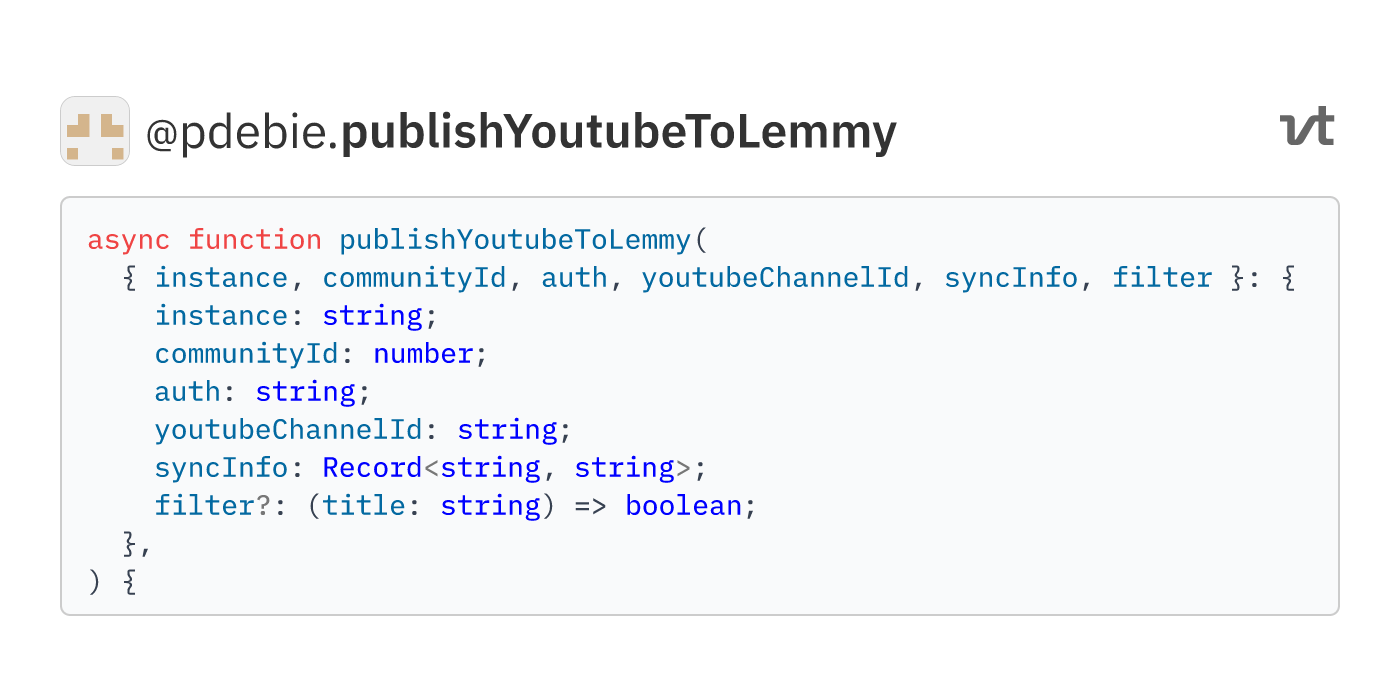 @pdebie.publishYoutubeToLemmy
vt
async function publishYoutubeToLemmy(
  { instance, communityId, auth, youtubeChannelId, syncInfo, filter }: {
    instance: string;
    communityId: number;
    auth: string;
    youtubeChannelId: string;
    syncInfo: Record<string, string>;
    filter?: (title: string) => boolean;
  },
) {